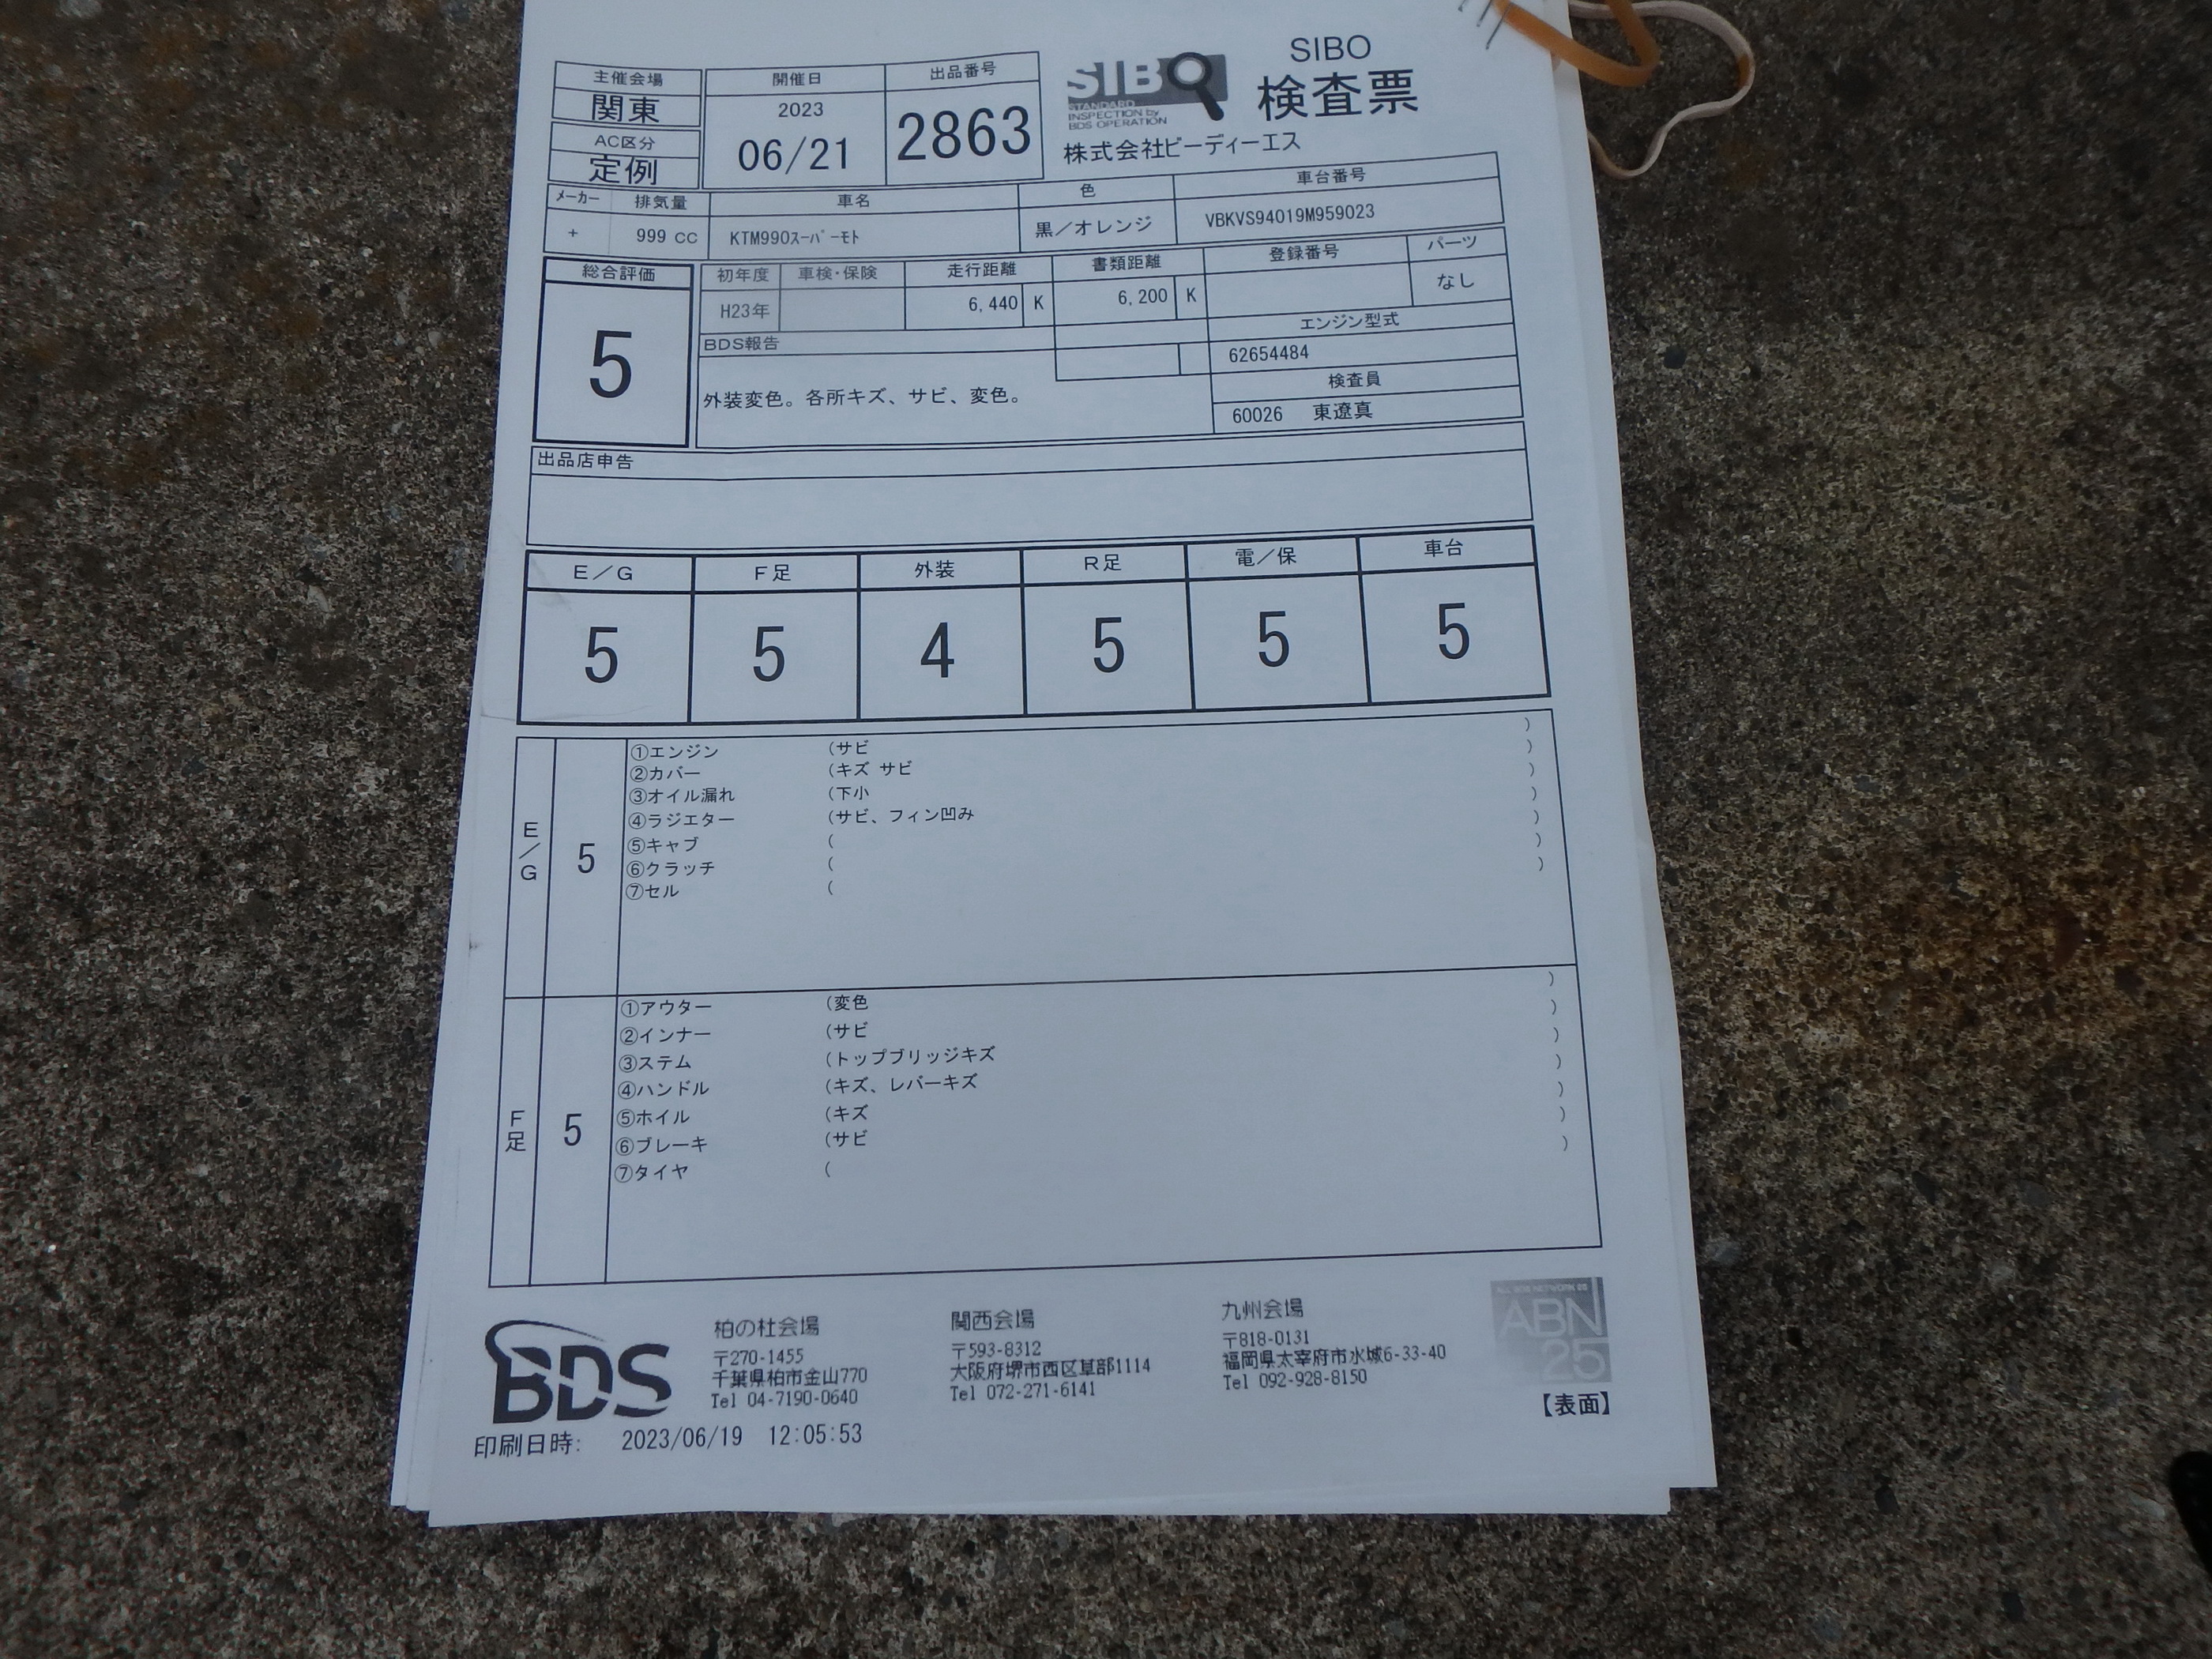 主催会場
関東
AC区分
定例
開催日
2023
06/21
出品番号
2863
SIBO
STANDARD
INSPECTION by
BDS OPERATION
SIBO
検査票
株式会社ビーディーエス
メーカー 排気量 車名 色 車台番号
+ 999 CC KTM990スーパーモト 黒/オレンジ VBKVS94019M959023
総合評価
5
初年度 車検・保険 走行距離 書類距離 登録番号 パーツ
H23年 6,440 K 6,200 K なし
BDS報告
外装変色。各所キズ、サビ、変色。
エンジン型式
62654484
検査員
60026 東遼真
出品店申告
E/G F足 外装 R足 電/保 車台
5 5 4 5 5 5
E/G
5
①エンジン (サビ )
②カバー (キズ サビ )
③オイル漏れ (下小 )
④ラジエター (サビ、フィン凹み )
⑤キャブ ( )
⑥クラッチ ( )
⑦セル ( )
F足
5
①アウター (変色 )
②インナー (サビ )
③ステム (トップブリッジキズ )
④ハンドル (キズ、レバーキズ )
⑤ホイル (キズ )
⑥ブレーキ (サビ )
⑦タイヤ ( )
BDS
柏の杜会場
〒270-1455
千葉県柏市金山770
Tel 04-7190-0640
関西会場
〒593-8312
大阪府堺市西区草部1114
Tel 072-271-6141
九州会場
〒818-0131
福岡県太宰府市水城6-33-40
Tel 092-928-8150
ABN
25
【表面】
印刷日時: 2023/06/19 12:05:53